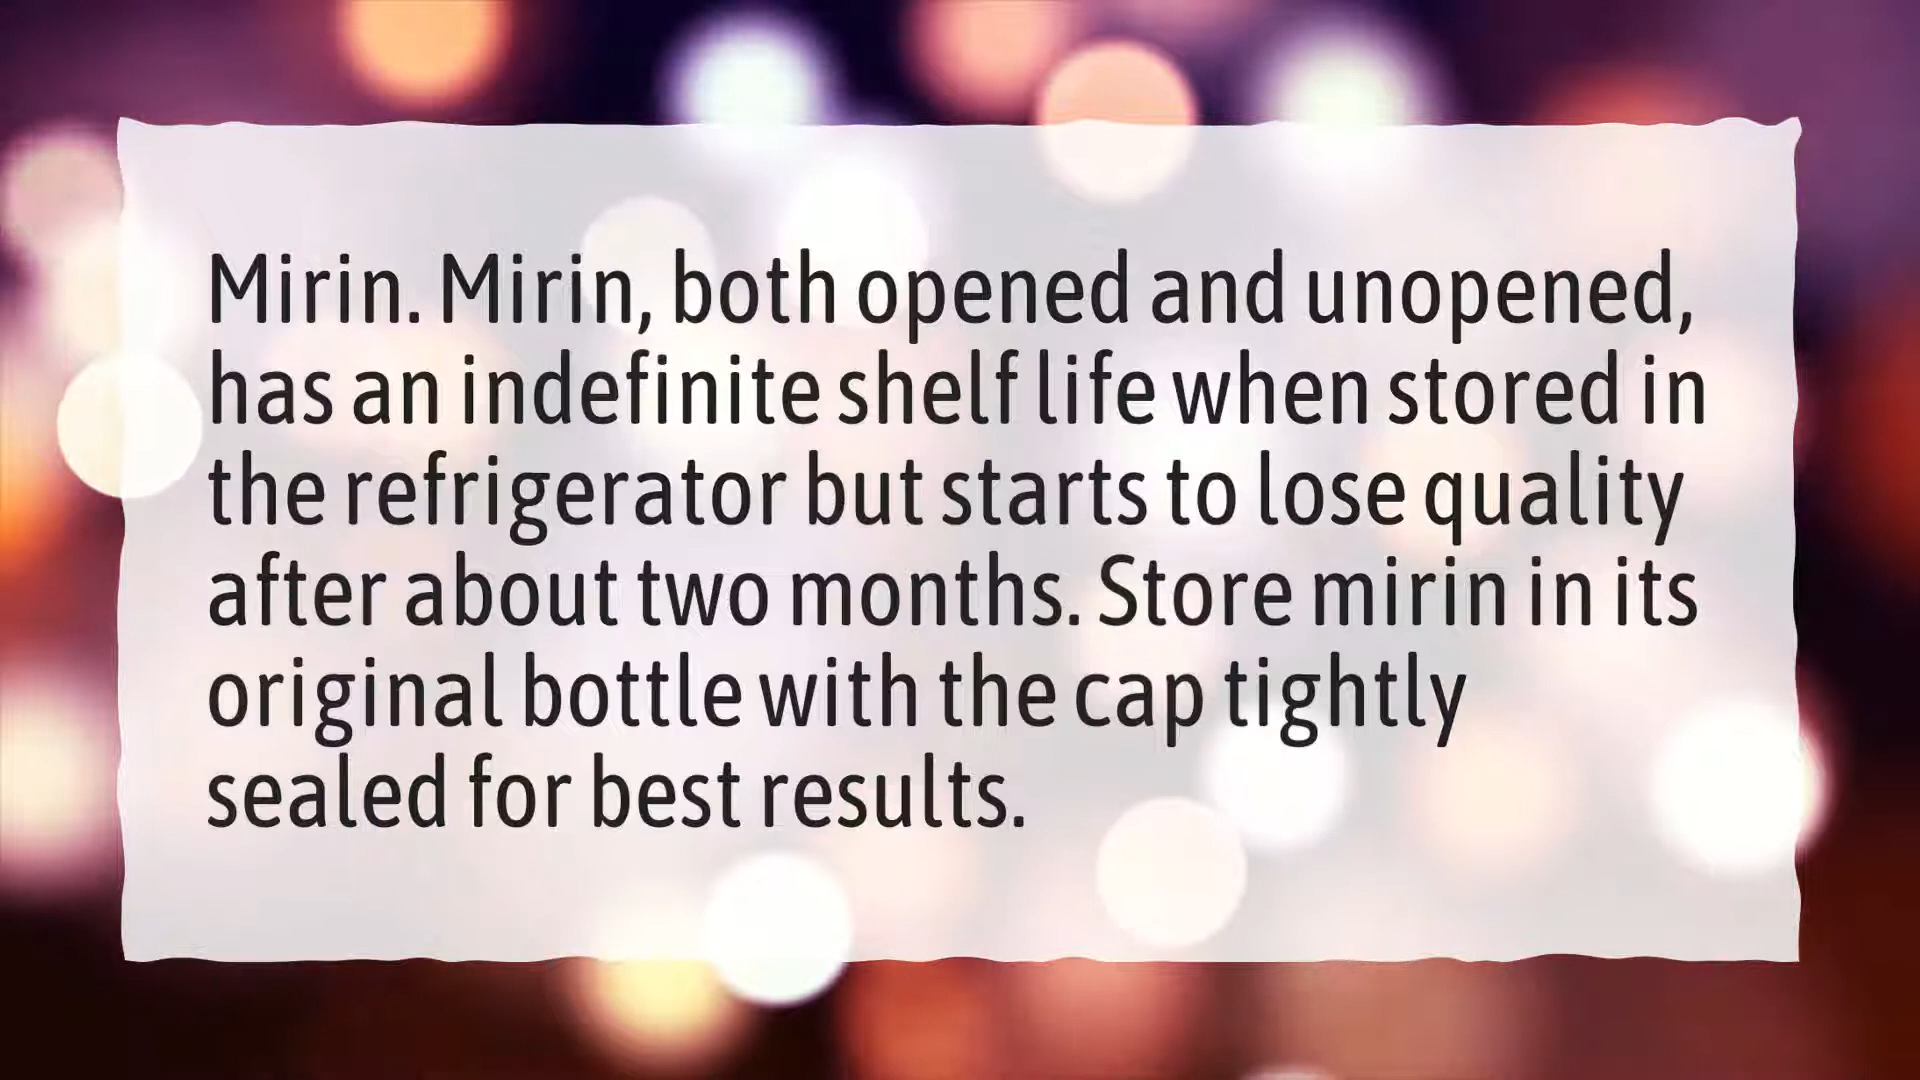 Mirin. Mirin, both opened and unopened,
has an indefinite shelf life when stored in
the refrigerator but starts to lose quality
after about two months. Store mirin in its
original bottle with the cap tightly
sealed for best results.